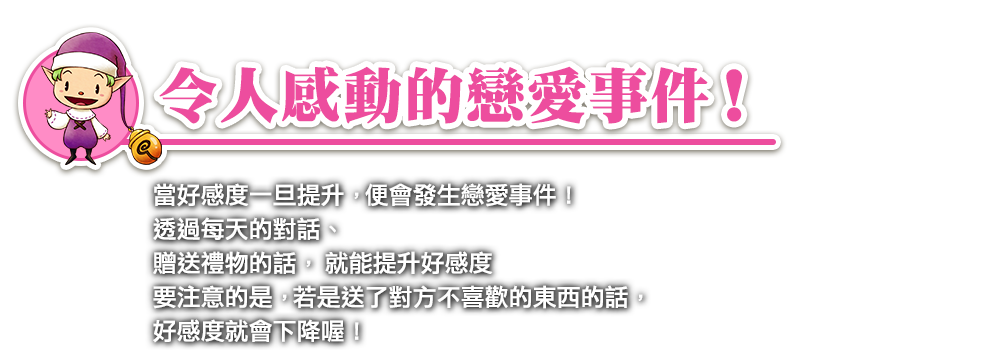 令人感動的戀愛事件！
當好感度一旦提升，便會發生戀愛事件！
透過每天的對話、
贈送禮物的話， 就能提升好感度
要注意的是，若是送了對方不喜歡的東西的話，
好感度就會下降喔！